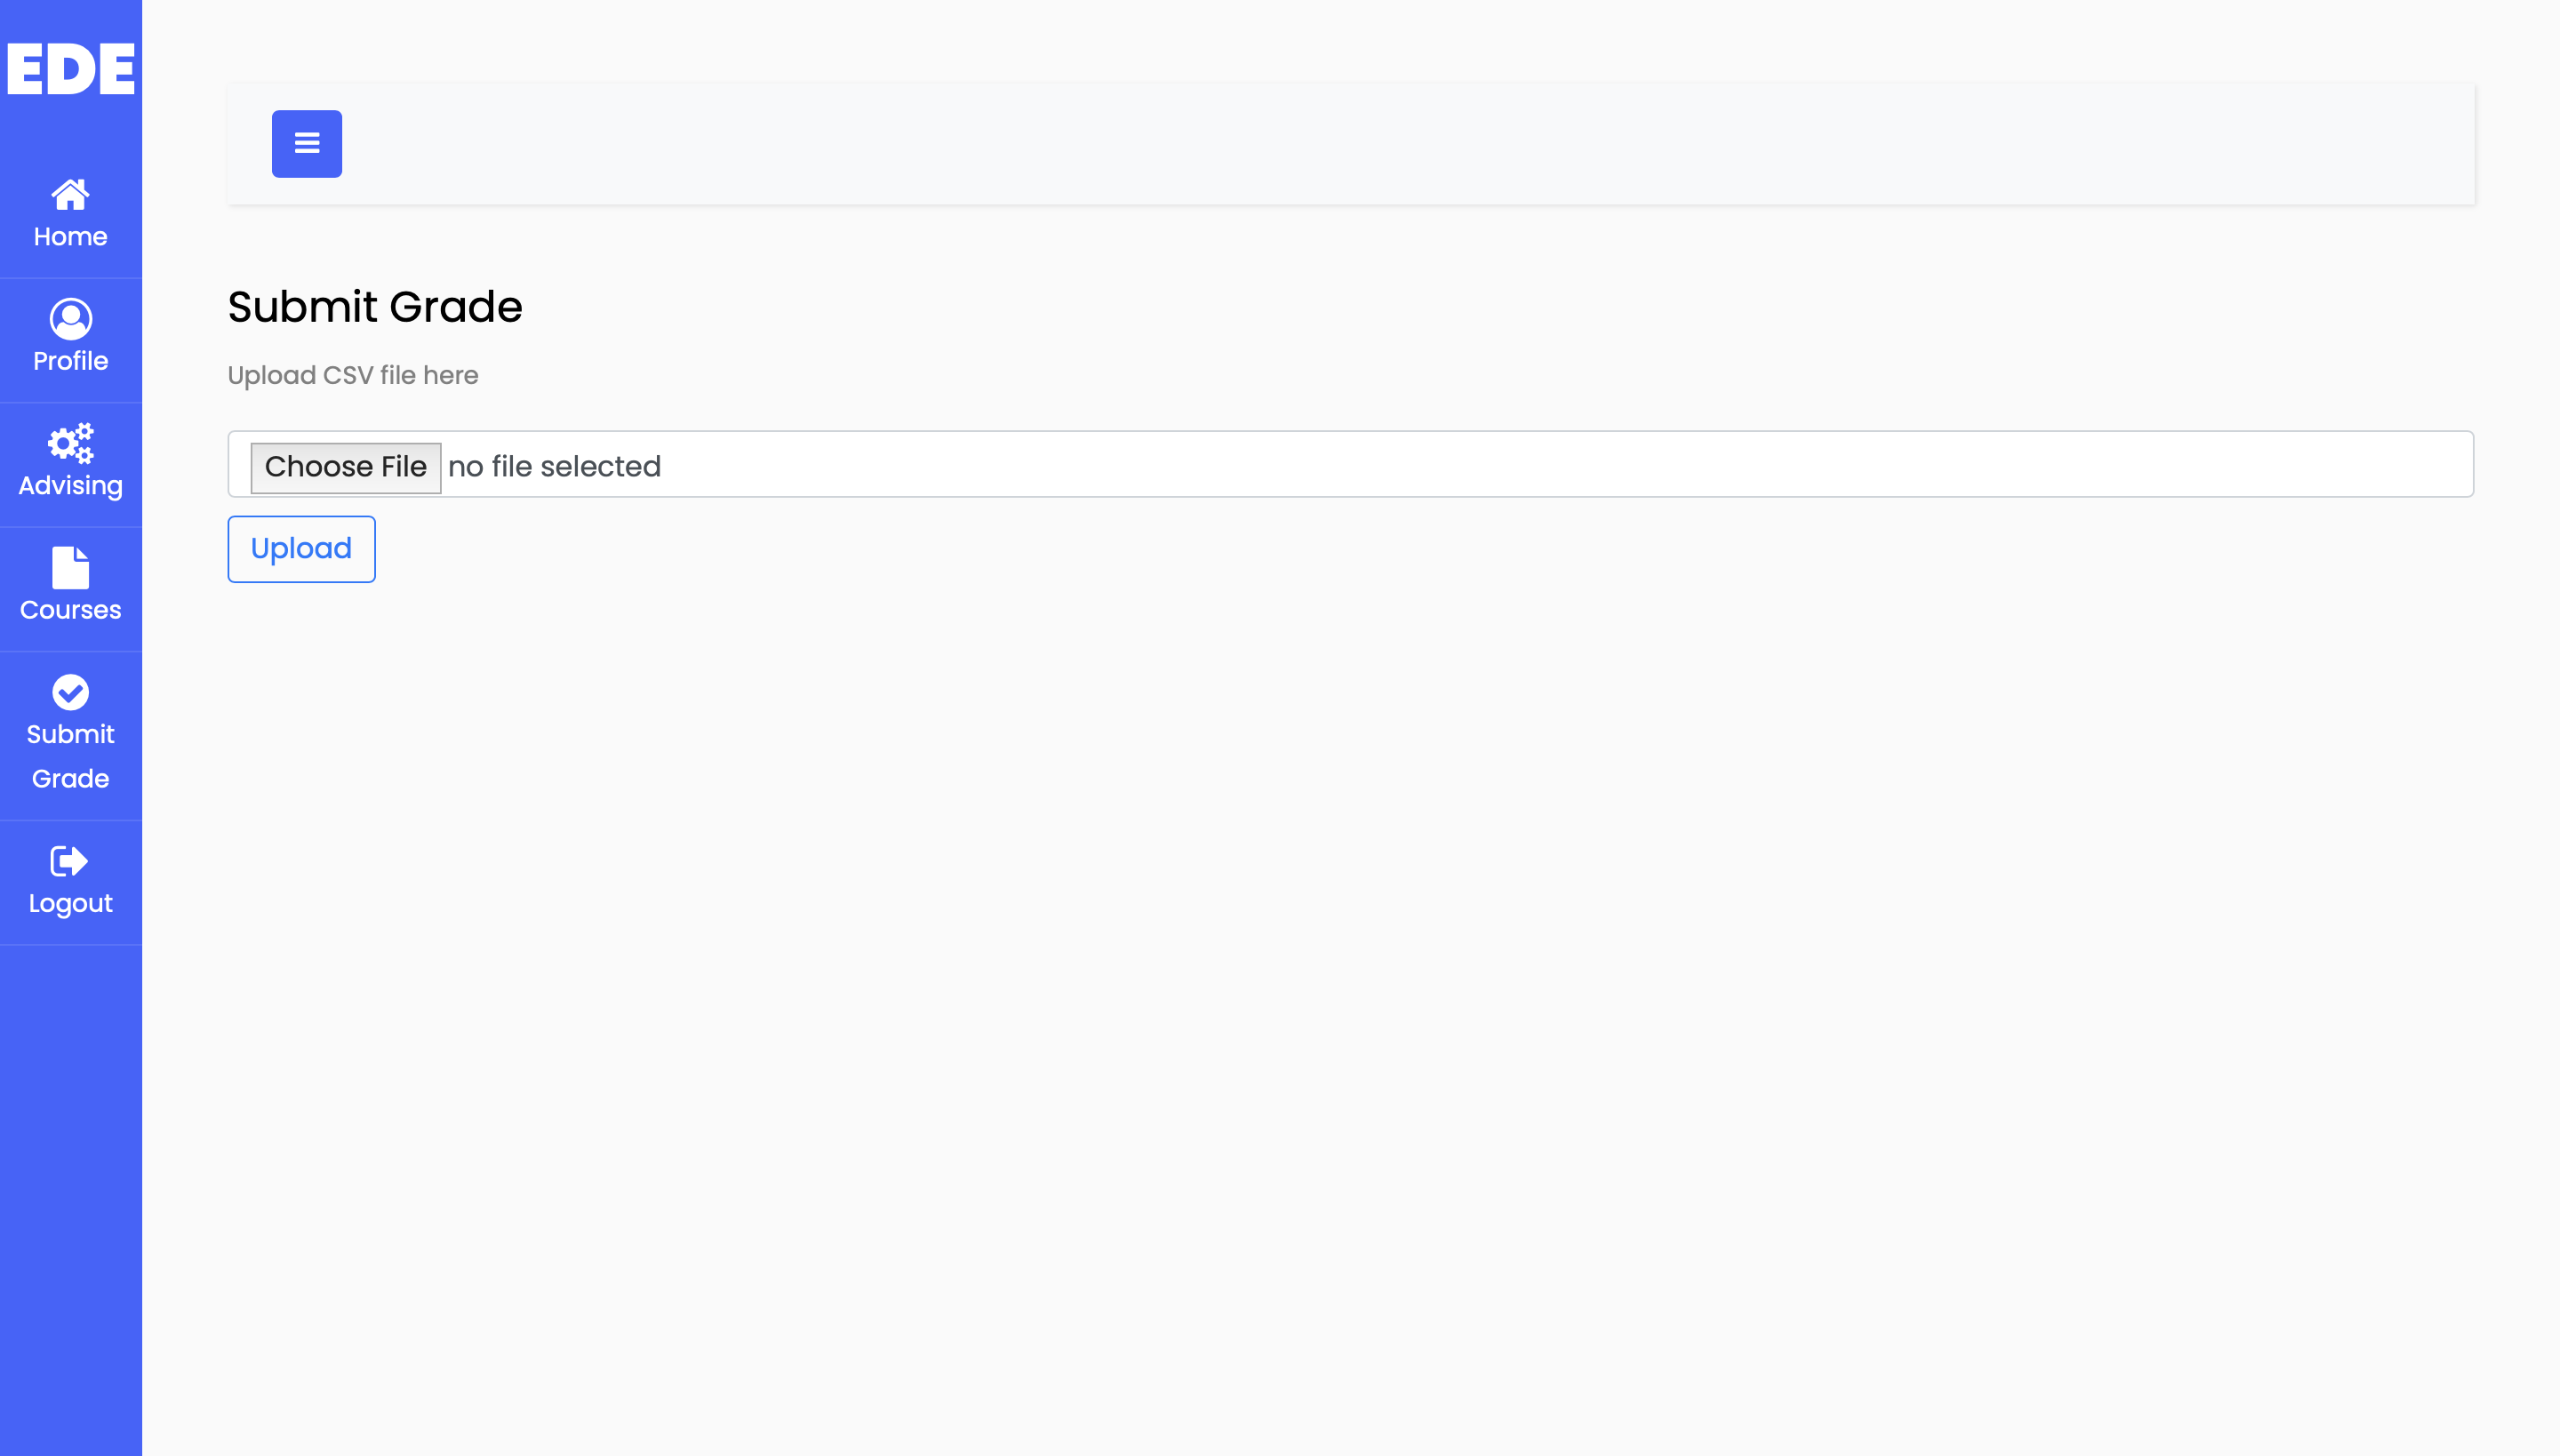 EDE
Home
Profile
Advising
Courses
Submit
Grade
Logout
Submit Grade
Upload CSV file here
Choose File no file selected
Upload